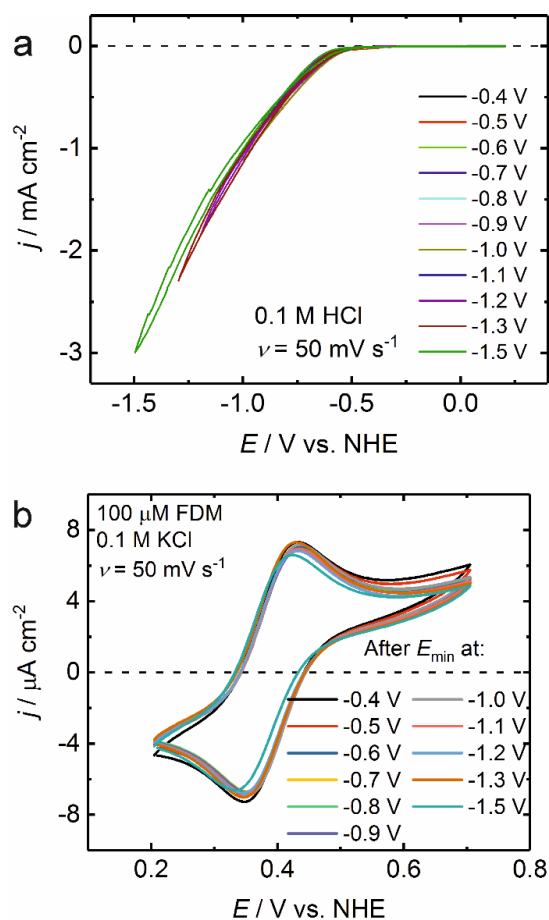 a
0
-1
-2
-3
j / mA cm-2
-0.4 V
-0.5 V
-0.6 V
-0.7 V
-0.8 V
-0.9 V
-1.0 V
-1.1 V
-1.2 V
-1.3 V
-1.5 V
0.1 M HCl
ν = 50 mV s-1
-1.5 -1.0 -0.5 0.0
E / V vs. NHE
b
100 μM FDM
0.1 M KCl
ν = 50 mV s-1
8
4
0
-4
-8
j / μA cm-2
After Emin at:
-0.4 V -1.0 V
-0.5 V -1.1 V
-0.6 V -1.2 V
-0.7 V -1.3 V
-0.8 V -1.5 V
-0.9 V
0.2 0.4 0.6 0.8
E / V vs. NHE